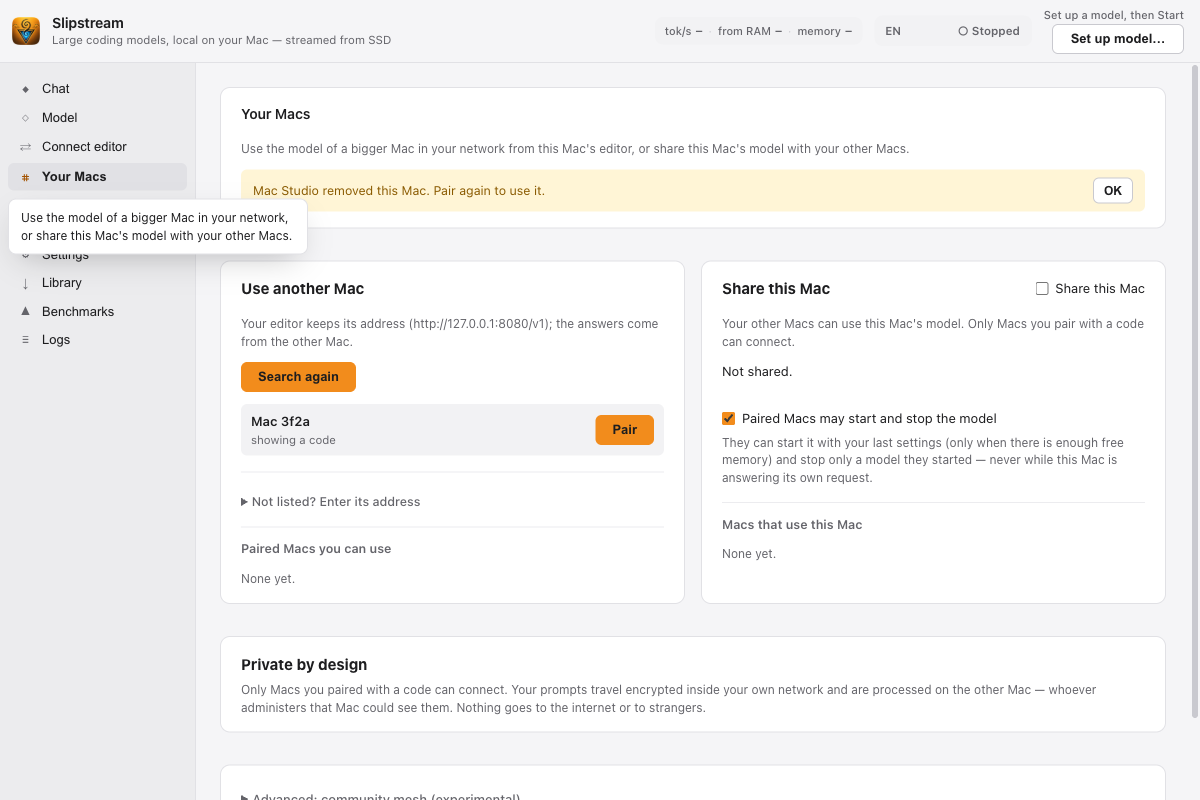 Slipstream
Large coding models, local on your Mac — streamed from SSD
tok/s – · from RAM – · memory –
EN
Stopped
Set up a model, then Start
Set up model...
Chat
Model
Connect editor
Your Macs
Use the model of a bigger Mac in your network,
or share this Mac's model with your other Macs.
Settings
Library
Benchmarks
Logs
Your Macs
Use the model of a bigger Mac in your network from this Mac's editor, or share this Mac's model with your other Macs.
Mac Studio removed this Mac. Pair again to use it.
OK
Use another Mac
Your editor keeps its address (http://127.0.0.1:8080/v1); the answers come
from the other Mac.
Search again
Mac 3f2a
showing a code
Pair
Not listed? Enter its address
Paired Macs you can use
None yet.
Share this Mac
Share this Mac
Your other Macs can use this Mac's model. Only Macs you pair with a code
can connect.
Not shared.
Paired Macs may start and stop the model
They can start it with your last settings (only when there is enough free
memory) and stop only a model they started — never while this Mac is
answering its own request.
Macs that use this Mac
None yet.
Private by design
Only Macs you paired with a code can connect. Your prompts travel encrypted inside your own network and are processed on the other Mac — whoever
administers that Mac could see them. Nothing goes to the internet or to strangers.
Advanced: community mesh (experimental)